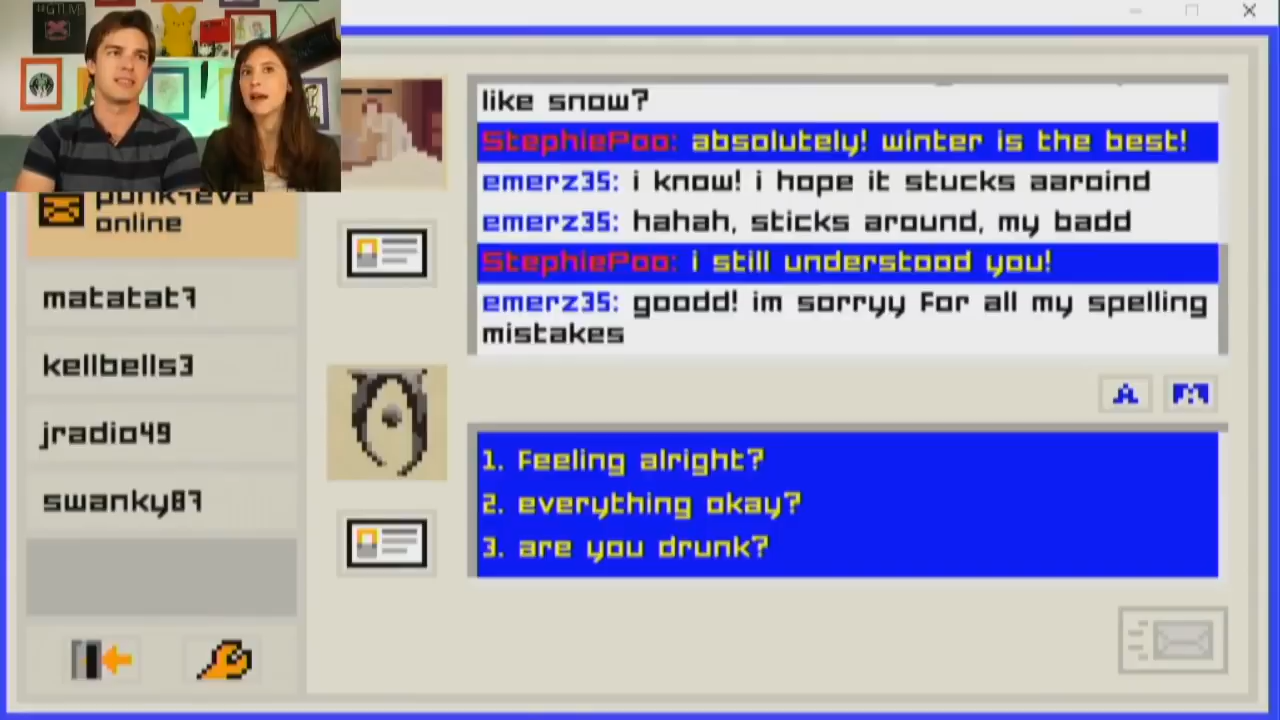 like snow?
StephiePoo: absolutely! winter is the best!
emerz35: i know! i hope it stucks aaroind
emerz35: hahah, sticks around, my badd
StephiePoo: i still understood you!
emerz35: goodd! im sorryy For all my spelling
mistakes
punk4eva
online
matatat7
kellbells3
jradio49
swanky87
A
1. Feeling alright?
2. everything okay?
3. are you drunk?